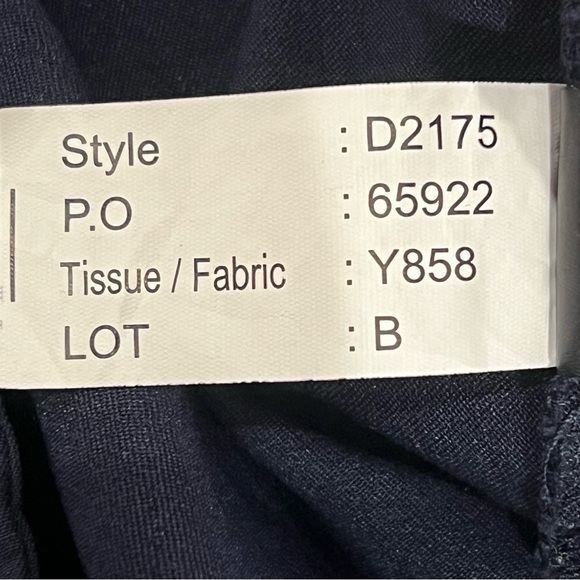 Style : D2175
P.O : 65922
Tissue / Fabric : Y858
LOT : B